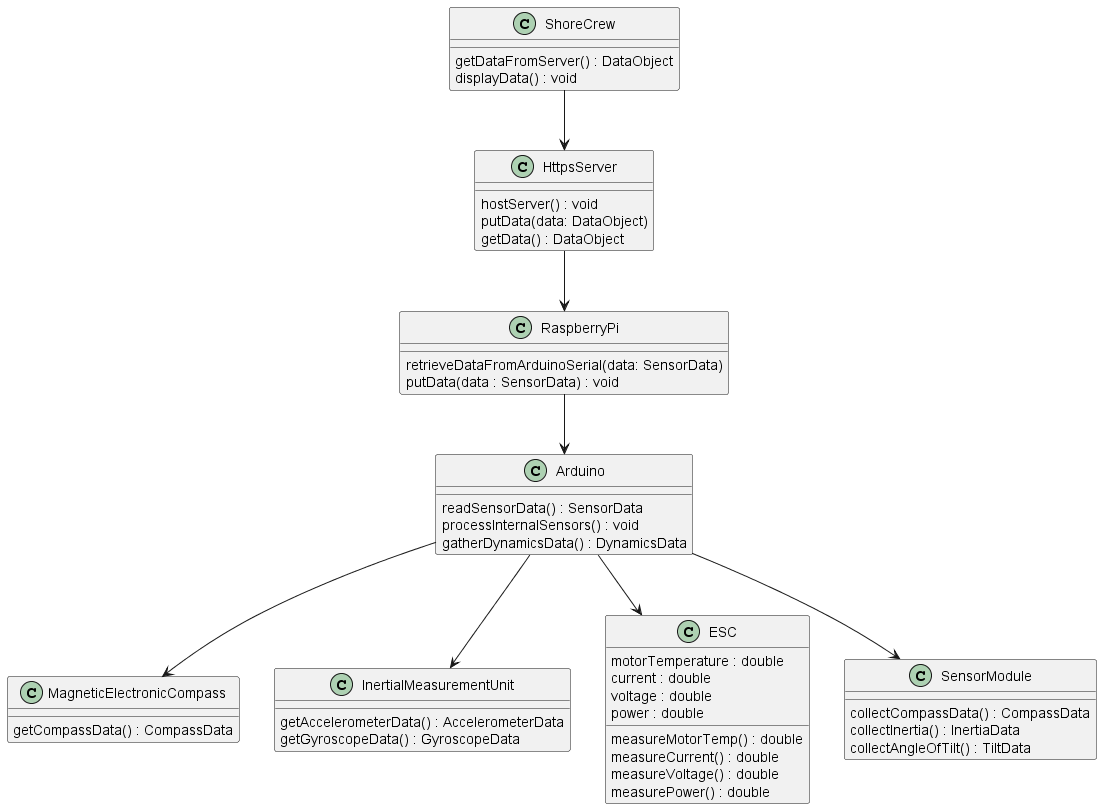 C ShoreCrew
getDataFromServer() : DataObject
displayData() : void
C HttpsServer
hostServer() : void
putData(data: DataObject)
getData() : DataObject
C RaspberryPi
retrieveDataFromArduinoSerial(data: SensorData)
putData(data : SensorData) : void
C Arduino
readSensorData() : SensorData
processInternalSensors() : void
gatherDynamicsData() : DynamicsData
C MagneticElectronicCompass
getCompassData() : CompassData
C InertialMeasurementUnit
getAccelerometerData() : AccelerometerData
getGyroscopeData() : GyroscopeData
C ESC
motorTemperature : double
current : double
voltage : double
power : double
measureMotorTemp() : double
measureCurrent() : double
measureVoltage() : double
measurePower() : double
C SensorModule
collectCompassData() : CompassData
collectInertia() : InertiaData
collectAngleOfTilt() : TiltData